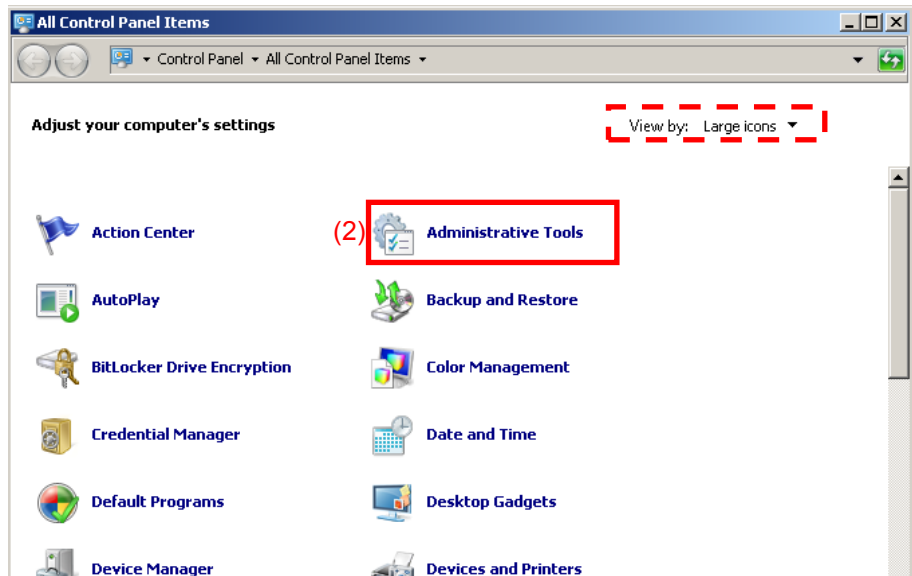 All Control Panel Items
Control Panel All Control Panel Items
Adjust your computer's settings
View by: Large icons
Action Center
(2) Administrative Tools
AutoPlay
Backup and Restore
BitLocker Drive Encryption
Color Management
Credential Manager
Date and Time
Default Programs
Desktop Gadgets
Device Manager
Devices and Printers